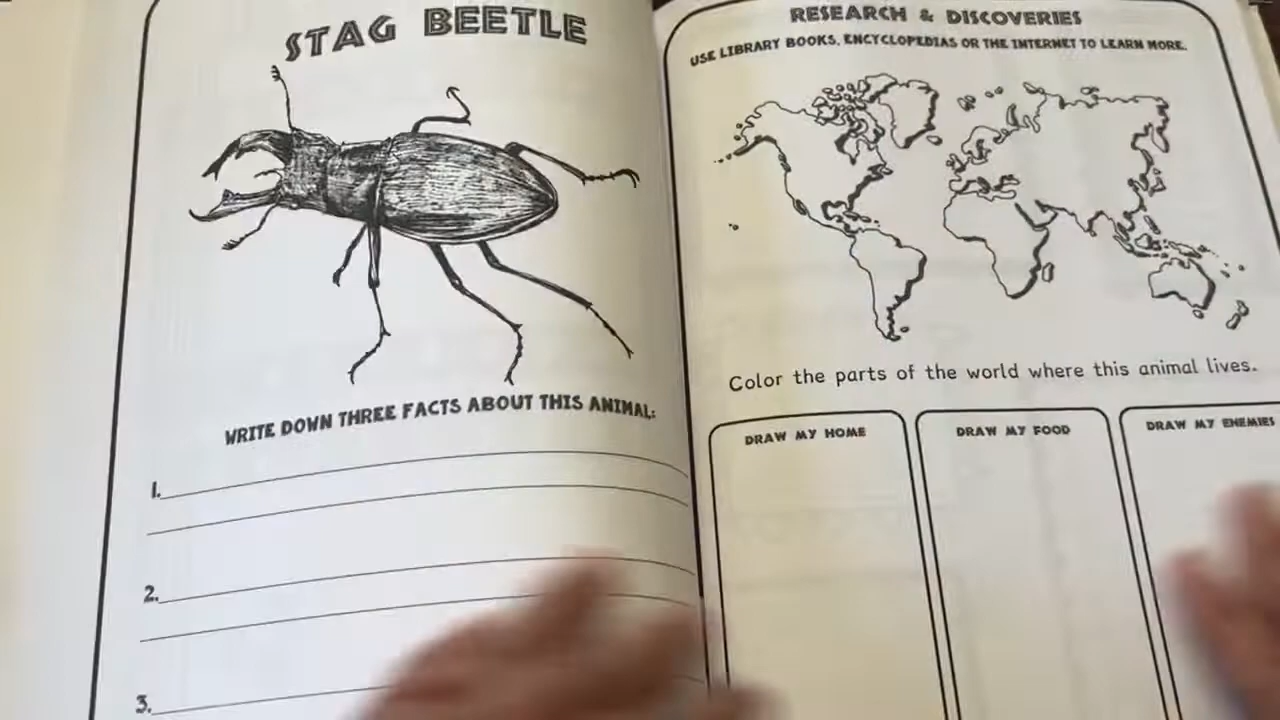 STAG BEETLE
WRITE DOWN THREE FACTS ABOUT THIS ANIMAL:
1.
2.
3.
RESEARCH & DISCOVERIES
USE LIBRARY BOOKS, ENCYCLOPEDIAS OR THE INTERNET TO LEARN MORE.
Color the parts of the world where this animal lives.
DRAW MY HOME
DRAW MY FOOD
DRAW MY ENEMIES